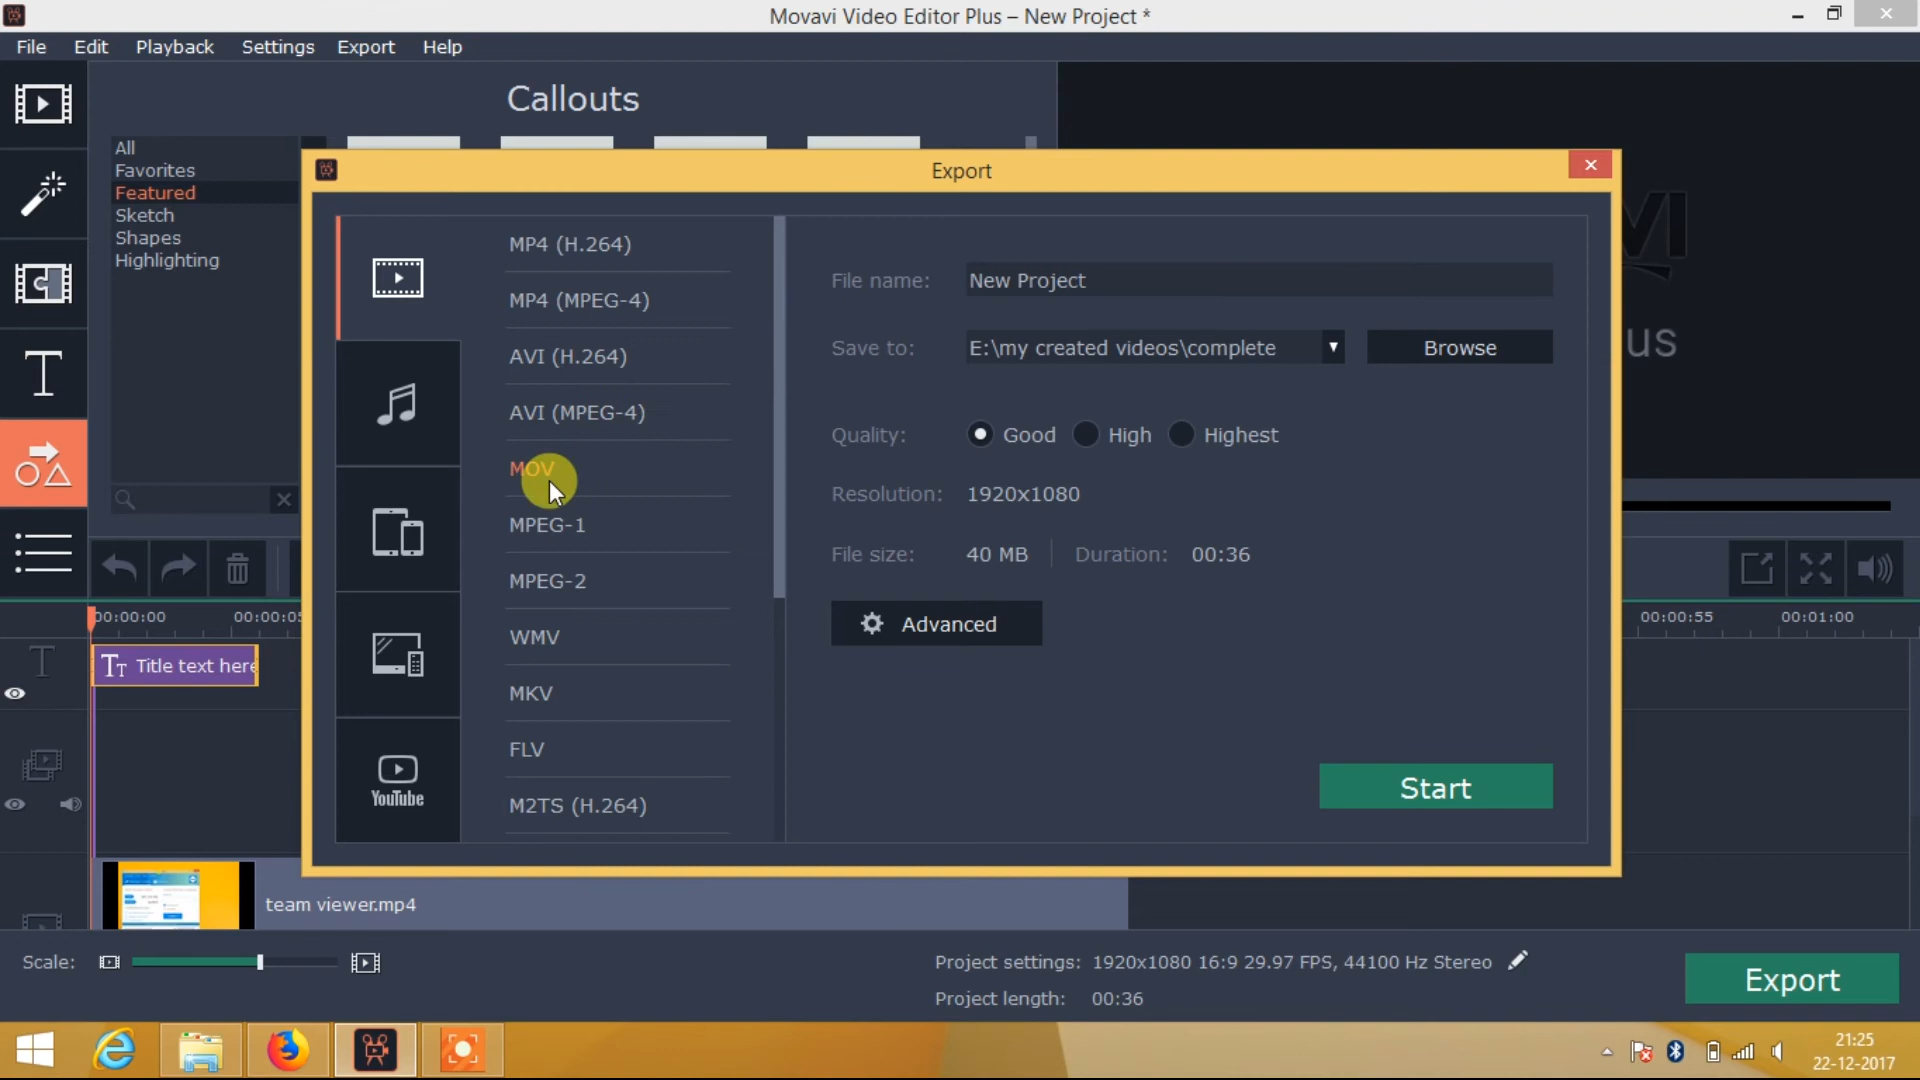 Movavi Video Editor Plus – New Project *
File Edit Playback Settings Export Help
Callouts
All
Favorites
Featured
Sketch
Shapes
Highlighting
Export
MP4 (H.264)
MP4 (MPEG-4)
AVI (H.264)
AVI (MPEG-4)
MOV
MPEG-1
MPEG-2
WMV
MKV
FLV
M2TS (H.264)
YouTube
File name: New Project
Save to: E:\my created videos\complete Browse
Quality: Good High Highest
Resolution: 1920x1080
File size: 40 MB Duration: 00:36
Advanced
Start
VI
us
00:00:00 00:00:05 00:00:55 00:01:00
Title text here
team viewer.mp4
Scale:
Project settings: 1920x1080 16:9 29.97 FPS, 44100 Hz Stereo
Project length: 00:36
Export
21:25
22-12-2017